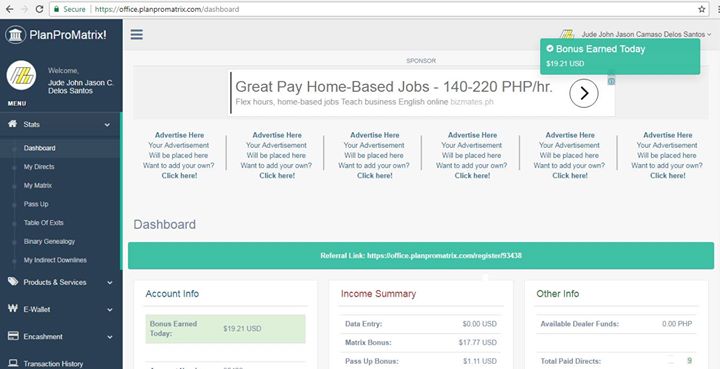 Secure | https://office.planpromatrix.com/dashboard
PlanProMatrix!
Jude John Jason Camaso Delos Santos
Bonus Earned Today
$19.21 USD
Welcome,
Jude John Jason C.
Delos Santos
MENU
Stats
Dashboard
My Directs
My Matrix
Pass Up
Table Of Exits
Binary Genealogy
My Indirect Downlines
Products & Services
E-Wallet
Encashment
Transaction History
SPONSOR
Great Pay Home-Based Jobs - 140-220 PHP/hr.
Flex hours, home-based jobs Teach business English online bizmates.ph
Advertise Here
Your Advertisement
Will be placed here
Want to add your own?
Click here!
Advertise Here
Your Advertisement
Will be placed here
Want to add your own?
Click here!
Advertise Here
Your Advertisement
Will be placed here
Want to add your own?
Click here!
Advertise Here
Your Advertisement
Will be placed here
Want to add your own?
Click here!
Advertise Here
Your Advertisement
Will be placed here
Want to add your own?
Click here!
Advertise Here
Your Advertisement
Will be placed here
Want to add your own?
Click here!
Dashboard
Referral Link: https://office.planpromatrix.com/register/93438
Account Info
Bonus Earned
Today:
$19.21 USD
Income Summary
Data Entry: $0.00 USD
Matrix Bonus: $17.77 USD
Pass Up Bonus: $1.11 USD
Other Info
Available Dealer Funds: 0.00 PHP
Total Paid Directs: 9